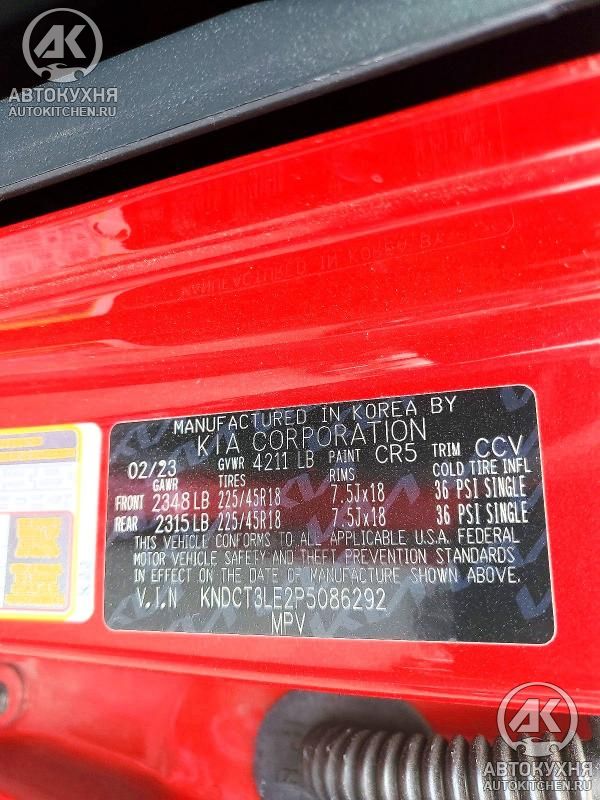 AK
АВТОКУХНЯ
AUTOKITCHEN.RU
MANUFACTURED IN KOREA BY
KIA CORPORATION
02/23 GVWR 4211 LB PAINT CR5 TRIM CCV
GAWR TIRES RIMS COLD TIRE INFL
FRONT 2348 LB 225/45R18 7.5Jx18 36 PSI SINGLE
REAR 2315 LB 225/45R18 7.5Jx18 36 PSI SINGLE
THIS VEHICLE CONFORMS TO ALL APPLICABLE U.S.A. FEDERAL
MOTOR VEHICLE SAFETY AND THEFT PREVENTION STANDARDS
IN EFFECT ON THE DATE OF MANUFACTURE SHOWN ABOVE.
V.I.N KNDCT3LE2P5086292
MPV
AK
АВТОКУХНЯ
AUTOKITCHEN.RU